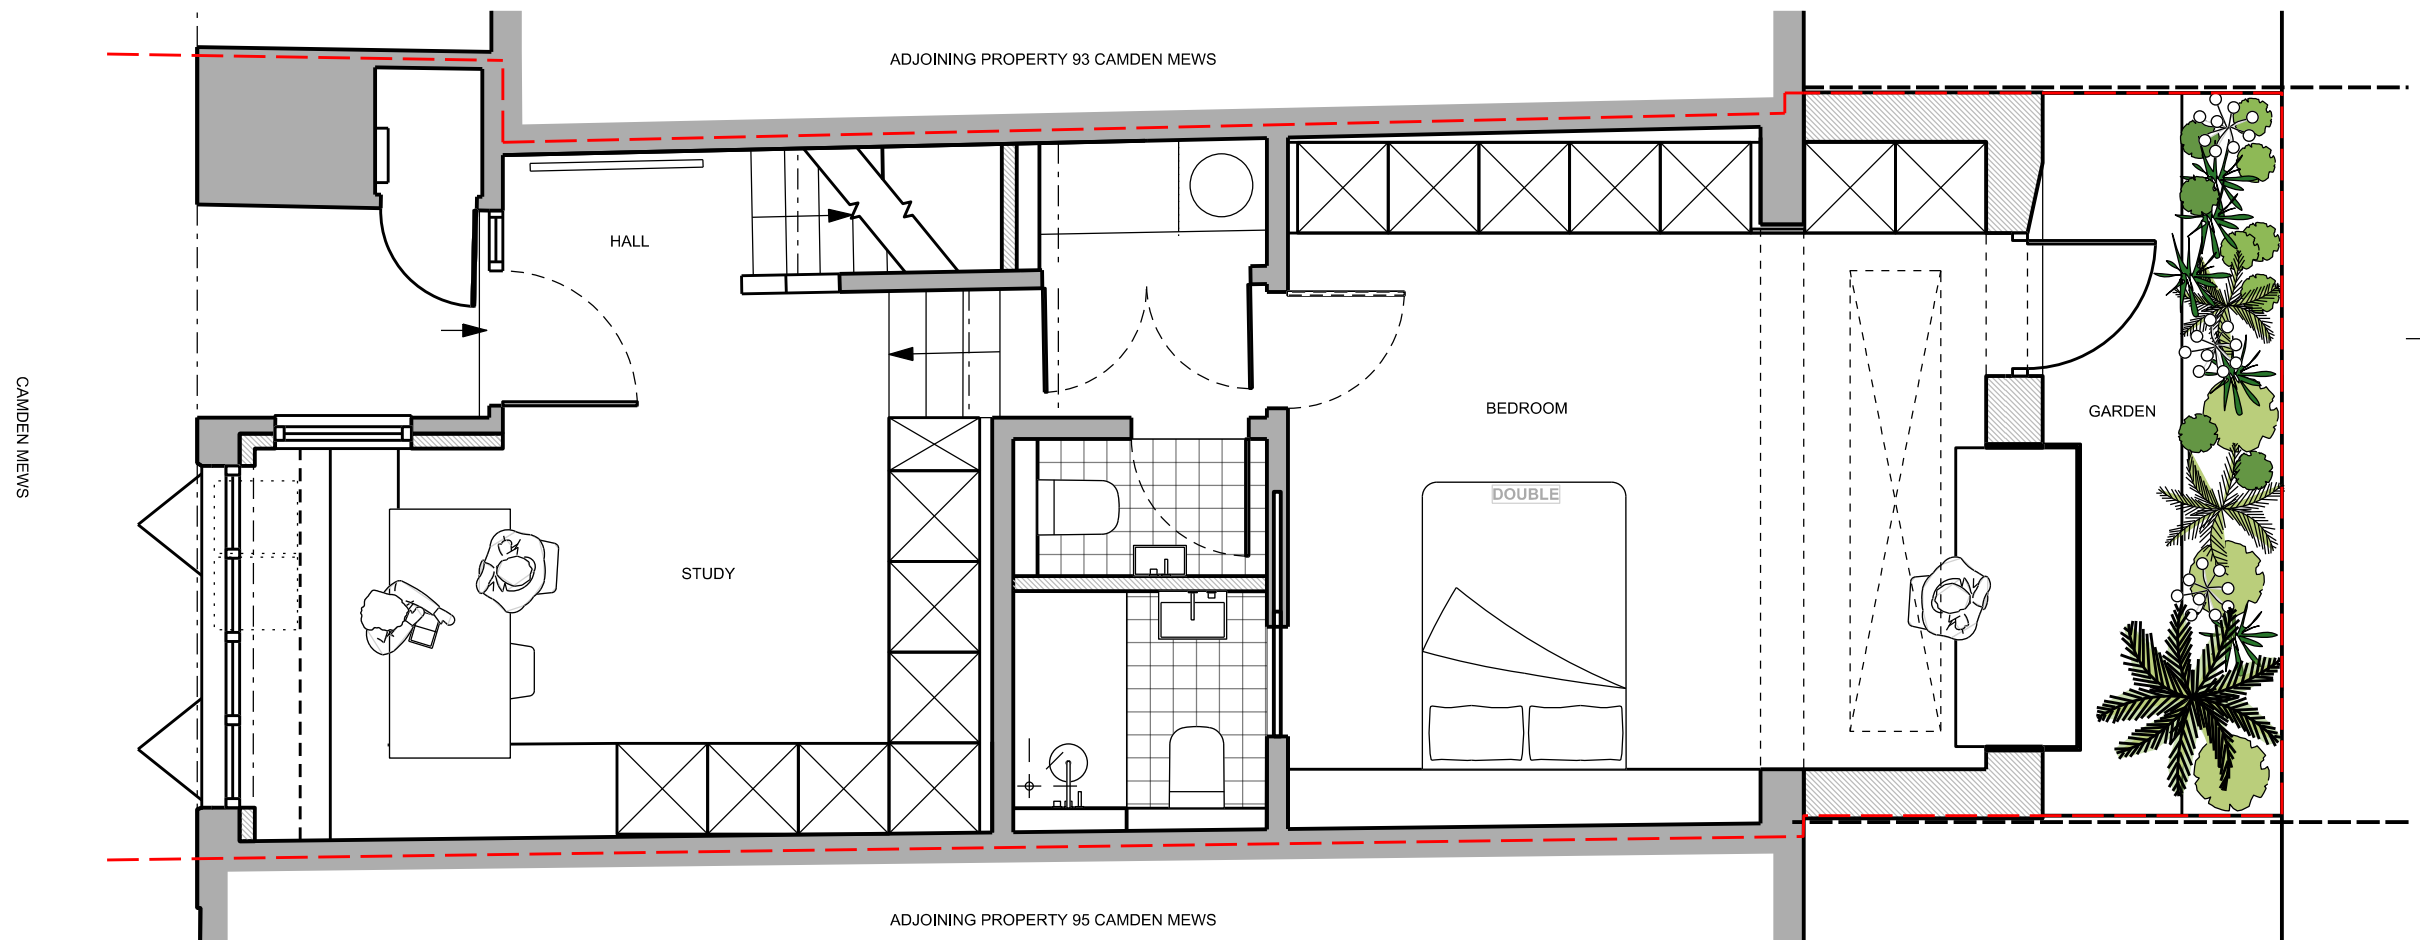 ADJOINING PROPERTY 93 CAMDEN MEWS
HALL
CAMDEN MEWS
BEDROOM
GARDEN
DOUBLE
STUDY
ADJOINING PROPERTY 95 CAMDEN MEWS